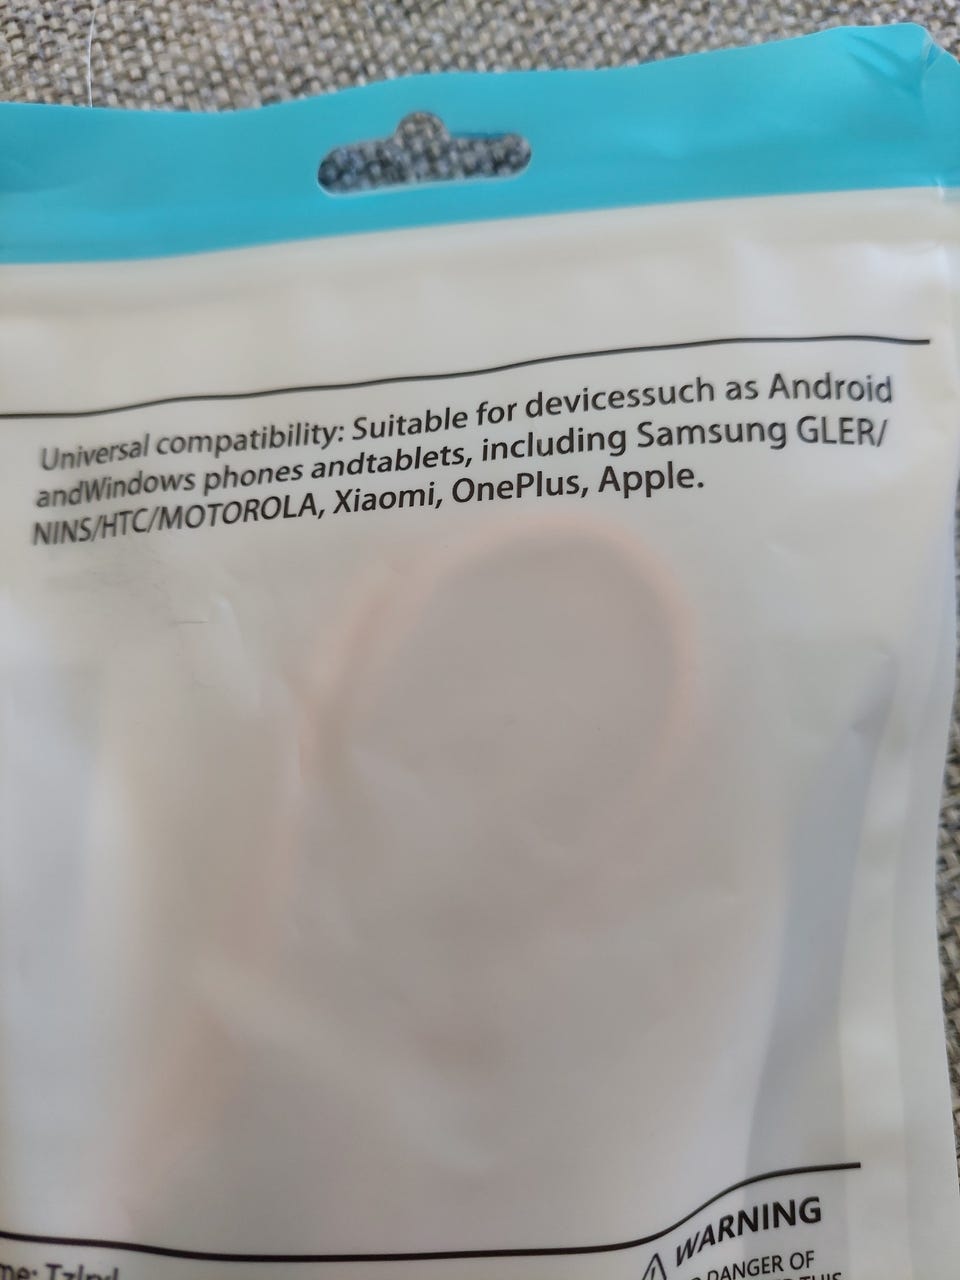 Universal compatibility: Suitable for devicessuch as Android
andWindows phones andtablets, including Samsung GLER/
NINS/HTC/MOTOROLA, Xiaomi, OnePlus, Apple.
WARNING
DANGER OF
THIS